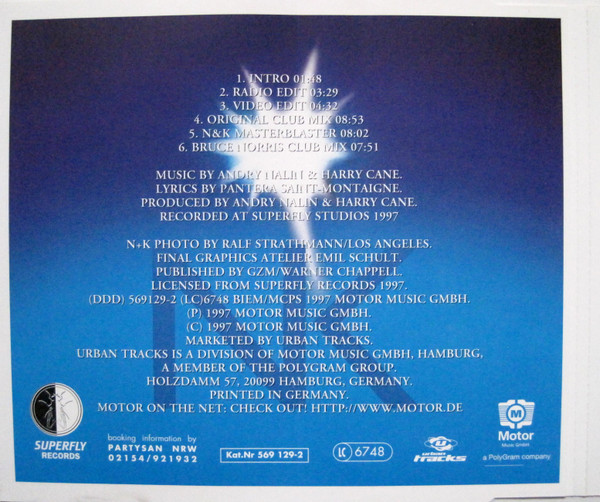 1. INTRO 01:48
2. RADIO EDIT 03:29
3. VIDEO EDIT 04:32
4. ORIGINAL CLUB MIX 08:53
5. N&K MASTERBLASTER 08:02
6. BRUCE NORRIS CLUB MIX 07:51
MUSIC BY ANDRY NALIN & HARRY CANE.
LYRICS BY PANTERA SAINT-MONTAIGNE.
PRODUCED BY ANDRY NALIN & HARRY CANE.
RECORDED AT SUPERFLY STUDIOS 1997
N+K PHOTO BY RALF STRATHMANN/LOS ANGELES.
FINAL GRAPHICS ATELIER EMIL SCHULT.
PUBLISHED BY GZM/WARNER CHAPPELL.
LICENSED FROM SUPERFLY RECORDS 1997.
(DDD) 569129-2 (LC)6748 BIEM/MCPS 1997 MOTOR MUSIC GMBH.
(P) 1997 MOTOR MUSIC GMBH.
(C) 1997 MOTOR MUSIC GMBH.
MARKETED BY URBAN TRACKS.
URBAN TRACKS IS A DIVISION OF MOTOR MUSIC GMBH, HAMBURG,
A MEMBER OF THE POLYGRAM GROUP.
HOLZDAMM 57, 20099 HAMBURG, GERMANY.
PRINTED IN GERMANY.
MOTOR ON THE NET: CHECK OUT! HTTP://WWW.MOTOR.DE
SUPERFLY
RECORDS
booking information by
PARTYSAN NRW
02154/921932
Kat.Nr 569 129-2
LC 6748
urban
tracks
M
Motor
Music GmbH
a PolyGram company